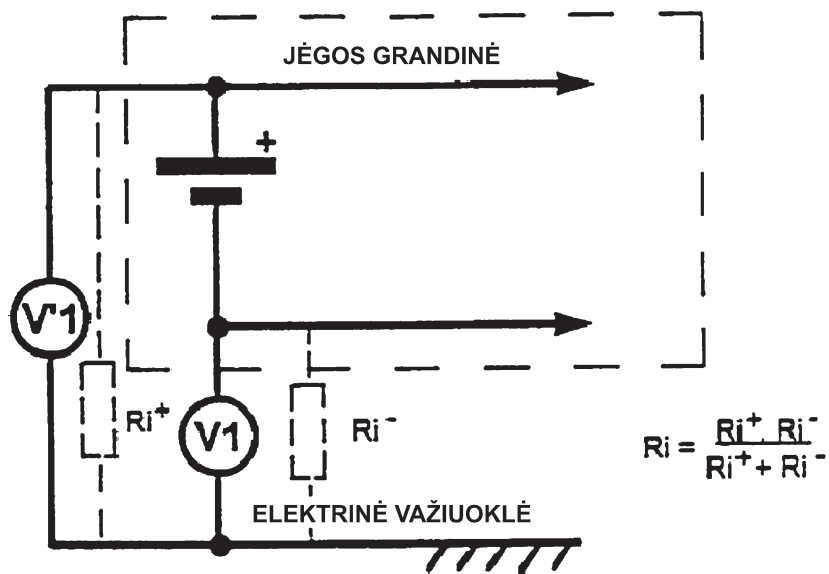 JĖGOS GRANDINĖ
+
V'1
Ri+
V1
Ri-
Ri = Ri+ . Ri- / Ri+ + Ri-
ELEKTRINĖ VAŽIUOKLĖ